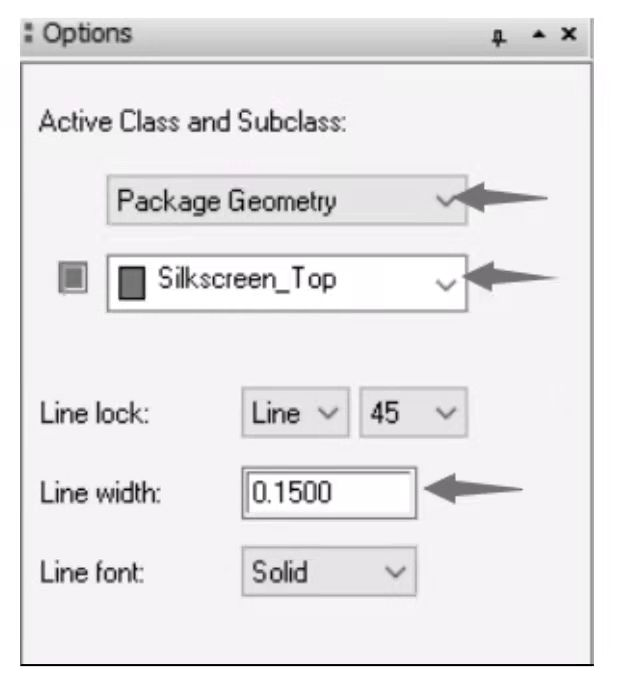 Options
Active Class and Subclass:
Package Geometry
Silkscreen_Top
Line lock: Line 45
Line width: 0.1500
Line font: Solid